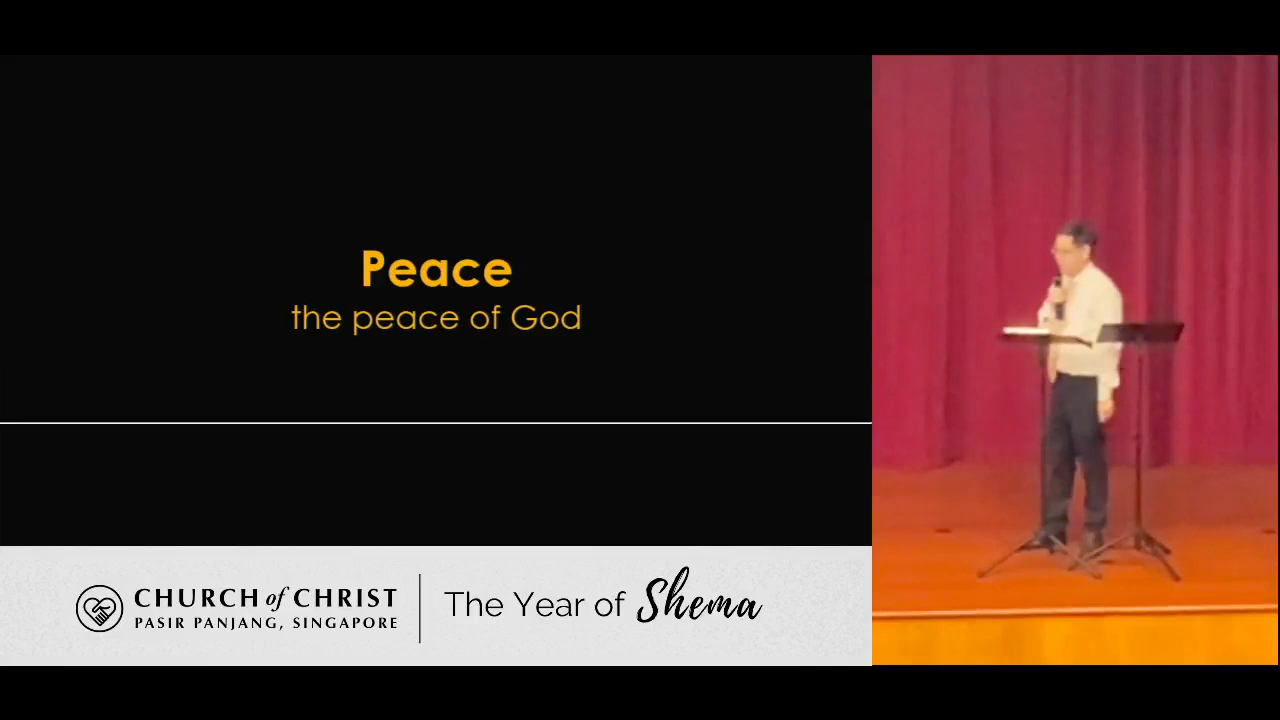 Peace
the peace of God
CHURCH of CHRIST
PASIR PANJANG, SINGAPORE
The Year of Shema